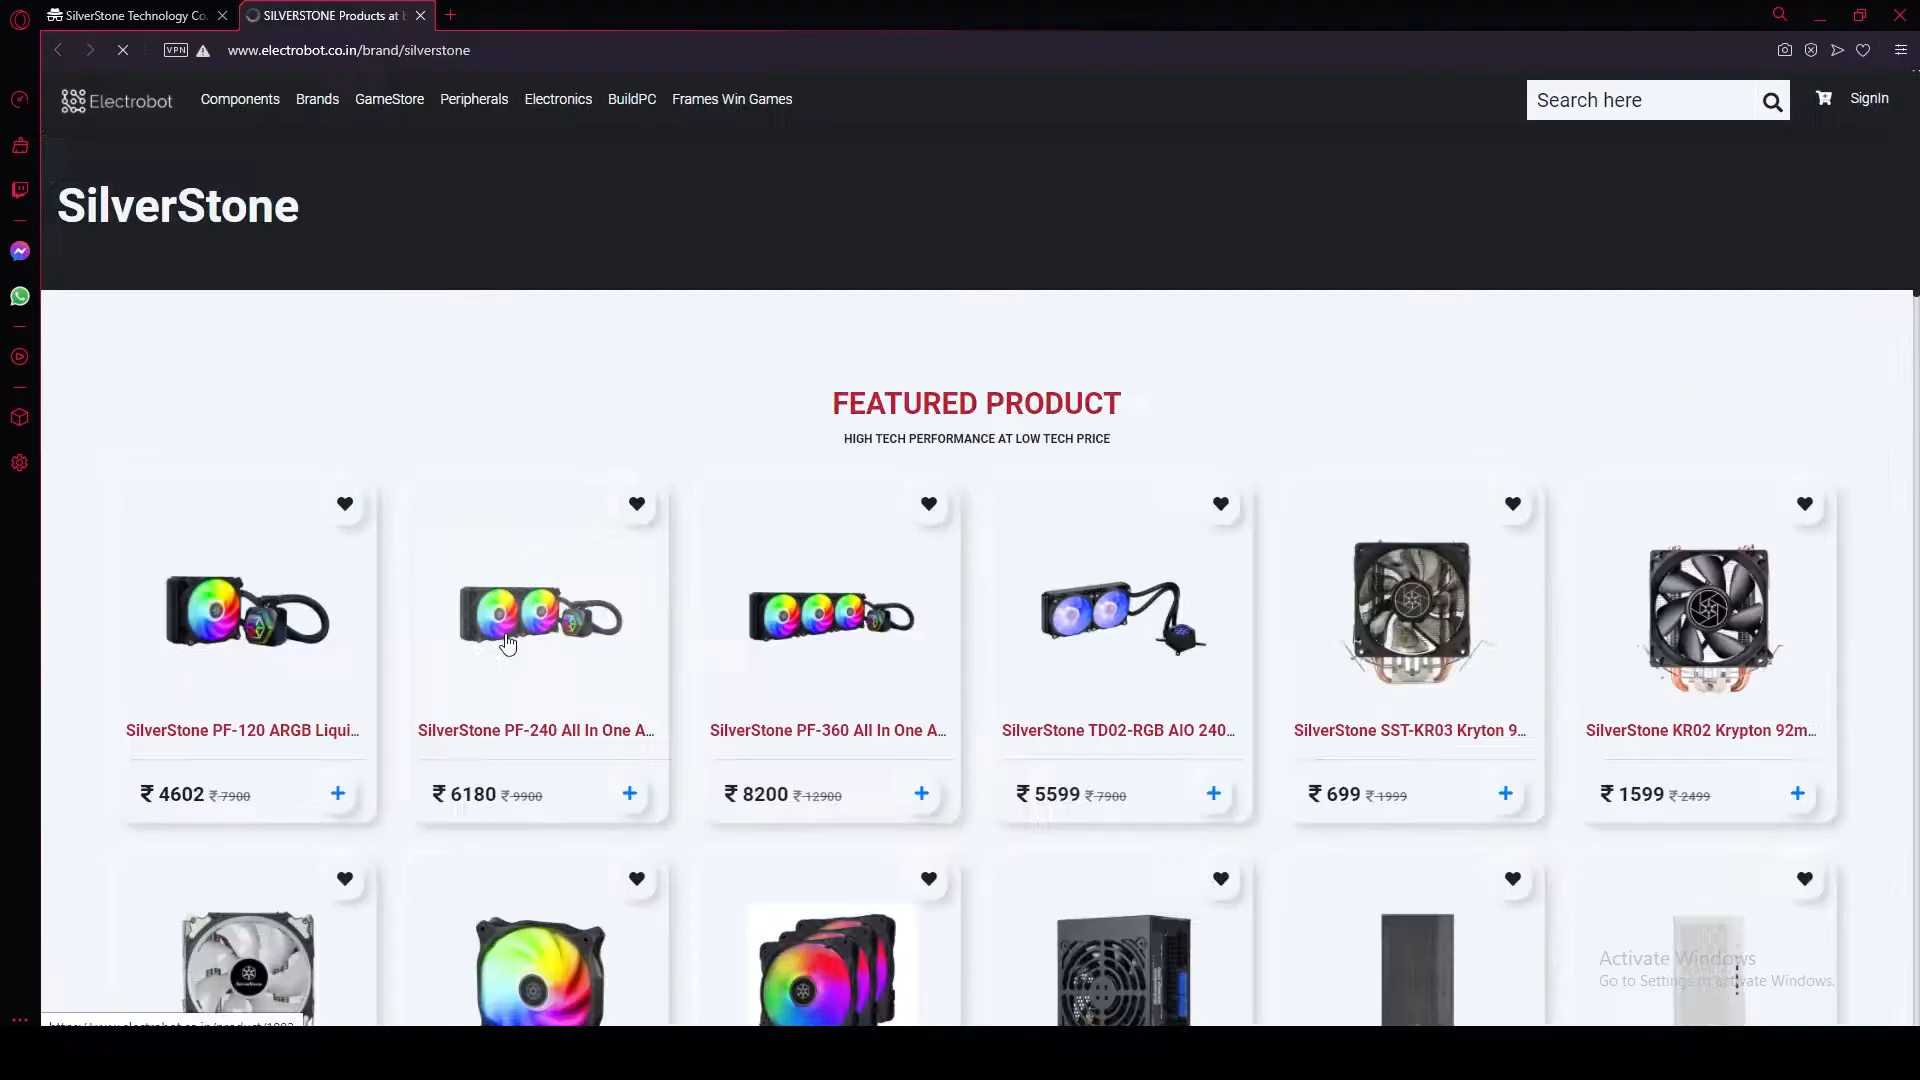 SilverStone Technology Co.
SILVERSTONE Products at
VPN
www.electrobot.co.in/brand/silverstone
Electrobot
Components
Brands
GameStore
Peripherals
Electronics
BuildPC
Frames Win Games
Search here
SignIn
SilverStone
FEATURED PRODUCT
HIGH TECH PERFORMANCE AT LOW TECH PRICE
SilverStone PF-120 ARGB Liqui...
SilverStone PF-240 All In One A...
SilverStone PF-360 All In One A...
SilverStone TD02-RGB AIO 240...
SilverStone SST-KR03 Kryton 9...
SilverStone KR02 Krypton 92m...
₹ 4602 ₹ 7900
₹ 6180 ₹ 9900
₹ 8200 ₹ 12900
₹ 5599 ₹ 7900
₹ 699 ₹ 1999
₹ 1599 ₹ 2499
Activate Windows
Go to Settings to Activate Windows.